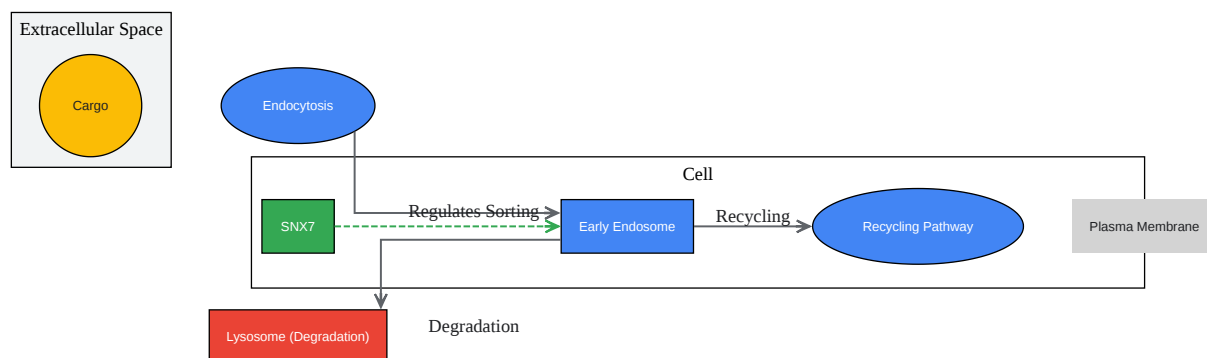 Extracellular Space
Cargo
Endocytosis
Cell
SNX7
Regulates Sorting
Early Endosome
Recycling
Recycling Pathway
Plasma Membrane
Lysosome (Degradation)
Degradation